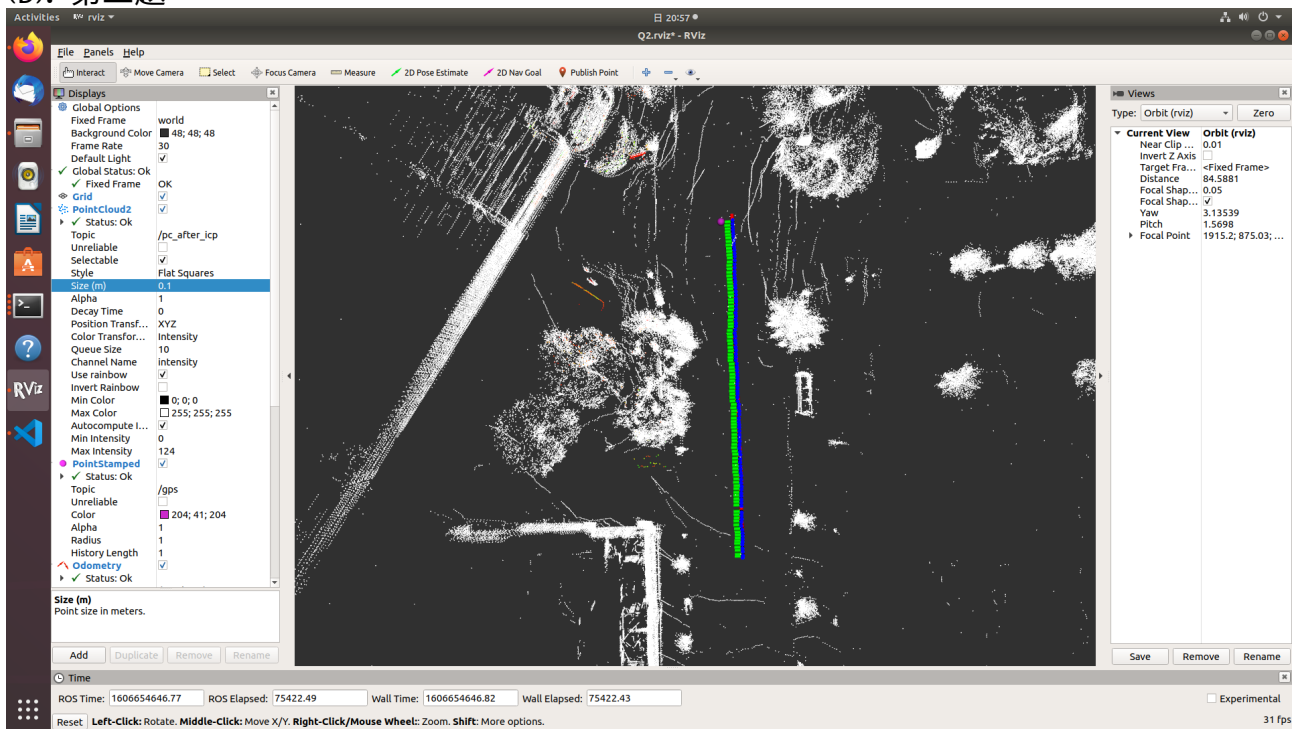 (B). 第二题
Activities RViz rviz 日 20:57
Q2.rviz* - RViz
File Panels Help
Interact Move Camera Select Focus Camera Measure 2D Pose Estimate 2D Nav Goal Publish Point
Displays
Global Options
Fixed Frame world
Background Color 48; 48; 48
Frame Rate 30
Default Light
Global Status: Ok
Fixed Frame OK
Grid
PointCloud2
Status: Ok
Topic /pc_after_icp
Unreliable
Selectable
Style Flat Squares
Size (m) 0.1
Alpha 1
Decay Time 0
Position Transf... XYZ
Color Transfor... Intensity
Queue Size 10
Channel Name intensity
Use rainbow
Invert Rainbow
Min Color 0; 0; 0
Max Color 255; 255; 255
Autocompute I...
Min Intensity 0
Max Intensity 124
PointStamped
Status: Ok
Topic /gps
Unreliable
Color 204; 41; 204
Alpha 1
Radius 1
History Length 1
Odometry
Status: Ok
Size (m)
Point size in meters.
Add Duplicate Remove Rename
Views
Type: Orbit (rviz) Zero
Current View Orbit (rviz)
Near Clip ... 0.01
Invert Z Axis
Target Fra... <Fixed Frame>
Distance 84.5881
Focal Shap... 0.05
Focal Shap...
Yaw 3.13539
Pitch 1.5698
Focal Point 1915.2; 875.03; ...
Save Remove Rename
RViz
Time
ROS Time: 1606654646.77 ROS Elapsed: 75422.49 Wall Time: 1606654646.82 Wall Elapsed: 75422.43 Experimental
Reset Left-Click: Rotate. Middle-Click: Move X/Y. Right-Click/Mouse Wheel:: Zoom. Shift: More options. 31 fps